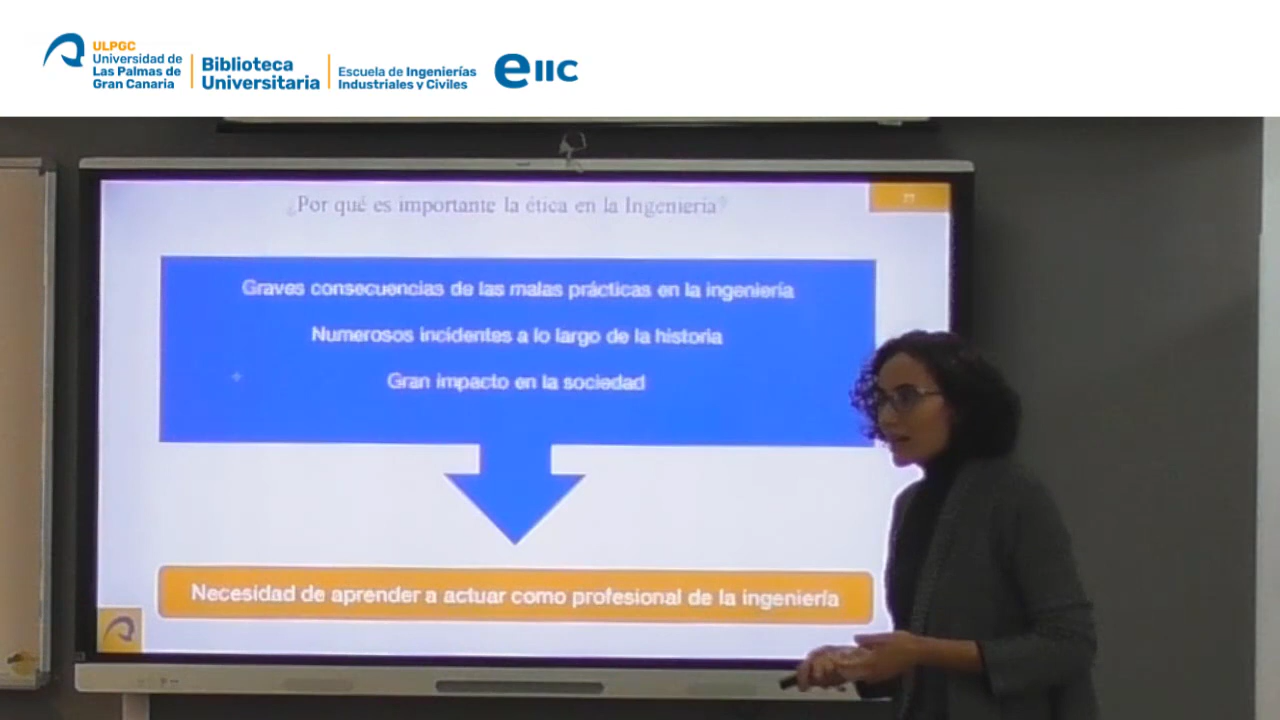 ULPGC
Universidad de
Las Palmas de
Gran Canaria
Biblioteca
Universitaria
Escuela de Ingenierías
Industriales y Civiles
eiic
¿Por qué es importante la ética en la Ingeniería?
Graves consecuencias de las malas prácticas en la ingeniería
Numerosos incidentes a lo largo de la historia
Gran impacto en la sociedad
Necesidad de aprender a actuar como profesional de la ingeniería